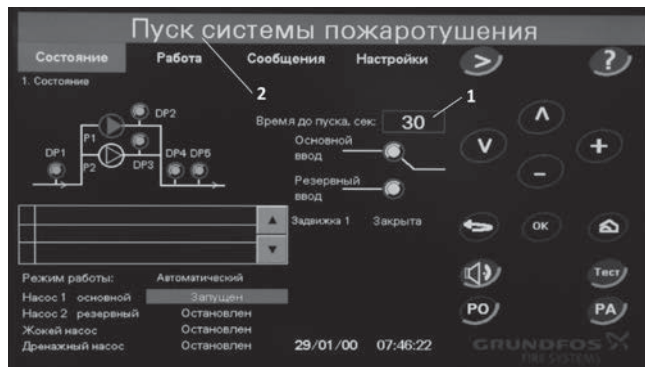 Пуск системы пожаротушения
Состояние Работа Сообщения Настройки > ?
1. Состояние
2
1
DP2
Время до пуска, сек: 30
P1
Основной ввод
DP1 P2 DP3 DP4 DP5
Резервный ввод
Задвижка 1 Закрыта
OK
Режим работы: Автоматический
Тест
Насос 1 основной Запущен
Насос 2 резервный Остановлен
PO PA
Жокей насос Остановлен
Дренажный насос Остановлен
29/01/00 07:46:22
GRUNDFOS
FIRE SYSTEMS